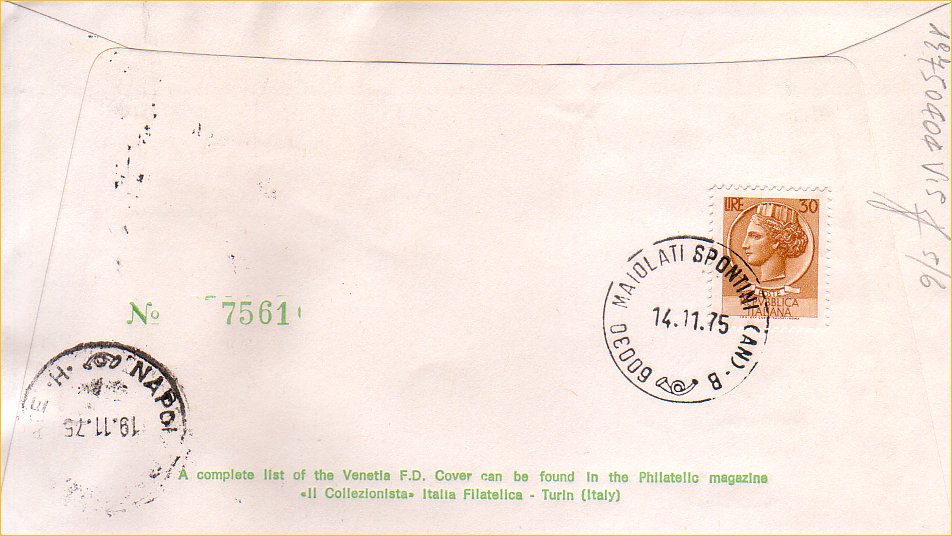 LIRE 30
POSTE
REPUBBLICA
ITALIANA
60030 MAIOLATI SPONTINI (AN) - B
14.11.75
No 7561
H. NAPOLI
19.11.75
A complete list of the Venetia F.D. Cover can be found in the Philatelic magazine
«Il Collezionista» Italia Filatelica - Turin (Italy)